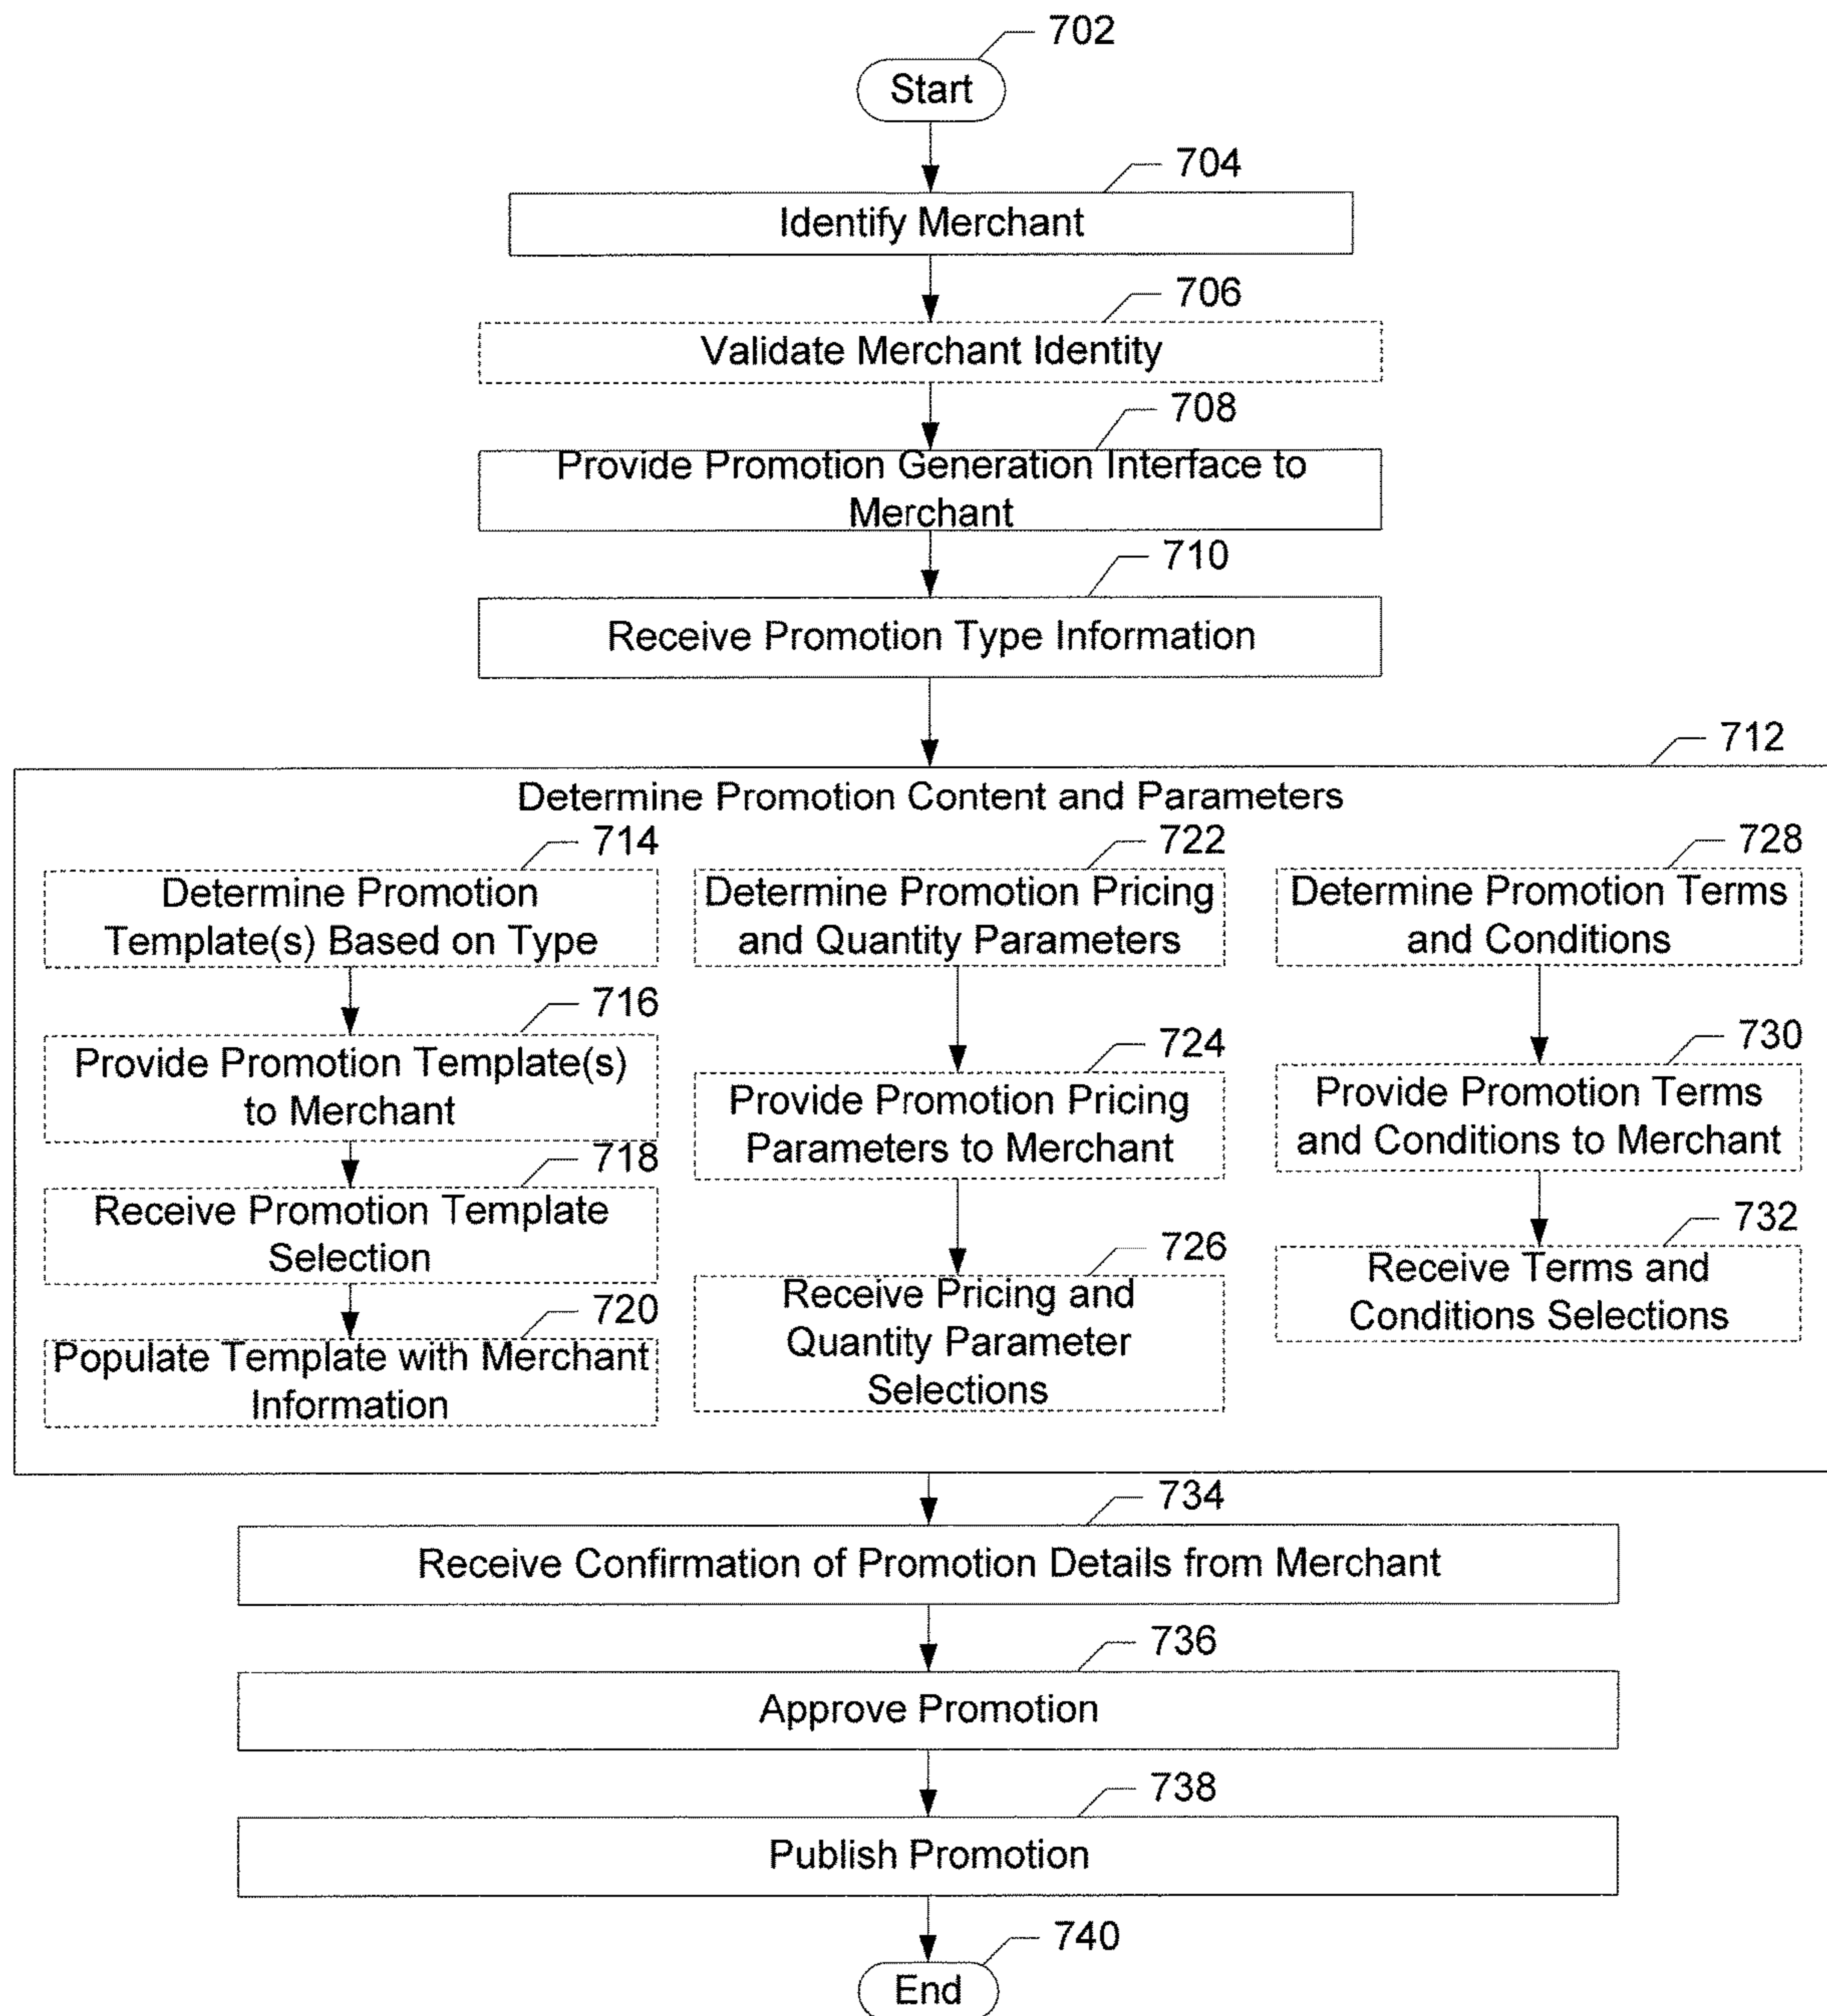 702
Start
704
Identify Merchant
706
Validate Merchant Identity
708
Provide Promotion Generation Interface to
Merchant
710
Receive Promotion Type Information
712
Determine Promotion Content and Parameters
714
Determine Promotion
Template(s) Based on Type
716
Provide Promotion Template(s)
to Merchant
718
Receive Promotion Template
Selection
720
Populate Template with Merchant
Information
722
Determine Promotion Pricing
and Quantity Parameters
724
Provide Promotion Pricing
Parameters to Merchant
726
Receive Pricing and
Quantity Parameter
Selections
728
Determine Promotion Terms
and Conditions
730
Provide Promotion Terms
and Conditions to Merchant
732
Receive Terms and
Conditions Selections
734
Receive Confirmation of Promotion Details from Merchant
736
Approve Promotion
738
Publish Promotion
740
End